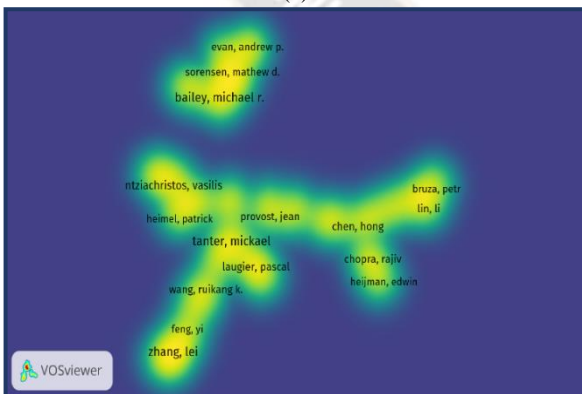 evan, andrew p.
sorensen, mathew d.
bailey, michael r.
ntziachristos, vasilis
heimel, patrick
provost, jean
bruza, petr
lin, li
chen, hong
tanter, mickael
laugier, pascal
chopra, rajiv
heijman, edwin
wang, ruikang k.
feng, yi
zhang, lei
VOSviewer